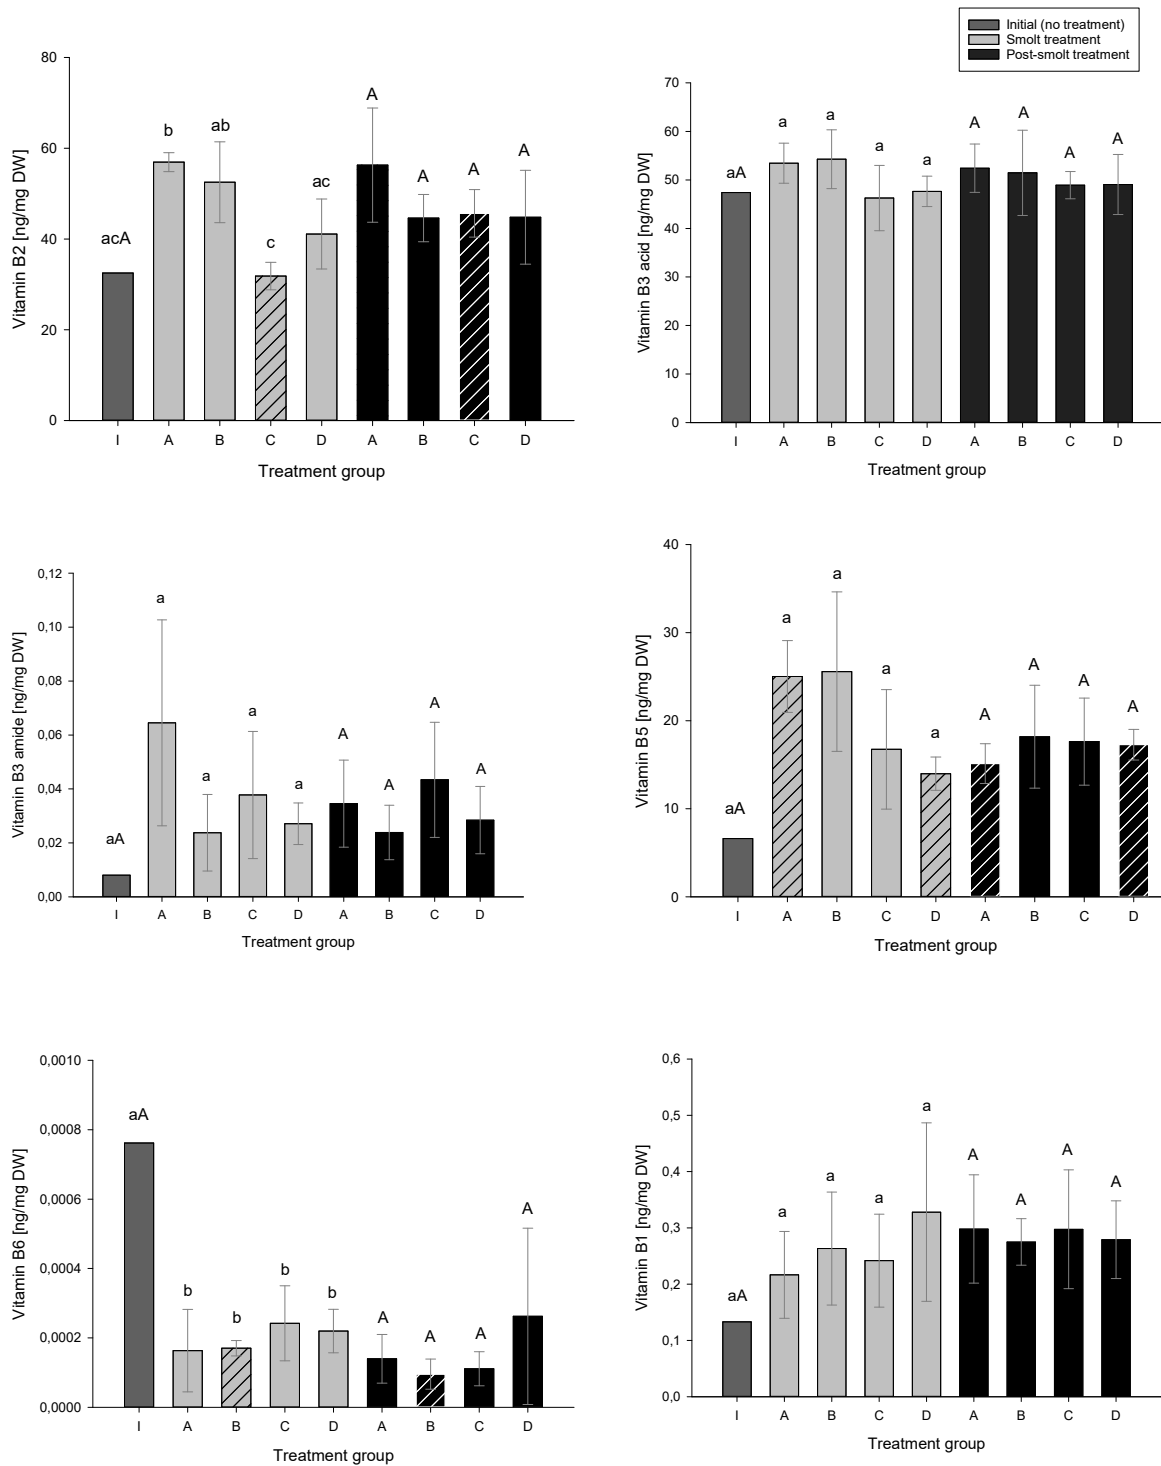 Initial (no treatment)
Smolt treatment
Post-smolt treatment
Vitamin B2 [ng/mg DW]
80
60
40
20
0
acA
b
ab
c
ac
A
A
A
A
I A B C D A B C D
Treatment group
Vitamin B3 acid [ng/mg DW]
70
60
50
40
30
20
10
0
aA
a
a
a
a
A
A
A
A
I A B C D A B C D
Treatment group
Vitamin B3 amide [ng/mg DW]
0,12
0,10
0,08
0,06
0,04
0,02
0,00
aA
a
a
a
a
A
A
A
A
I A B C D A B C D
Treatment group
Vitamin B5 [ng/mg DW]
40
30
20
10
0
aA
a
a
a
a
A
A
A
A
I A B C D A B C D
Treatment group
Vitamin B6 [ng/mg DW]
0,0010
0,0008
0,0006
0,0004
0,0002
0,0000
aA
b
b
b
b
A
A
A
A
I A B C D A B C D
Treatment group
Vitamin B1 [ng/mg DW]
0,6
0,5
0,4
0,3
0,2
0,1
0,0
aA
a
a
a
a
A
A
A
A
I A B C D A B C D
Treatment group